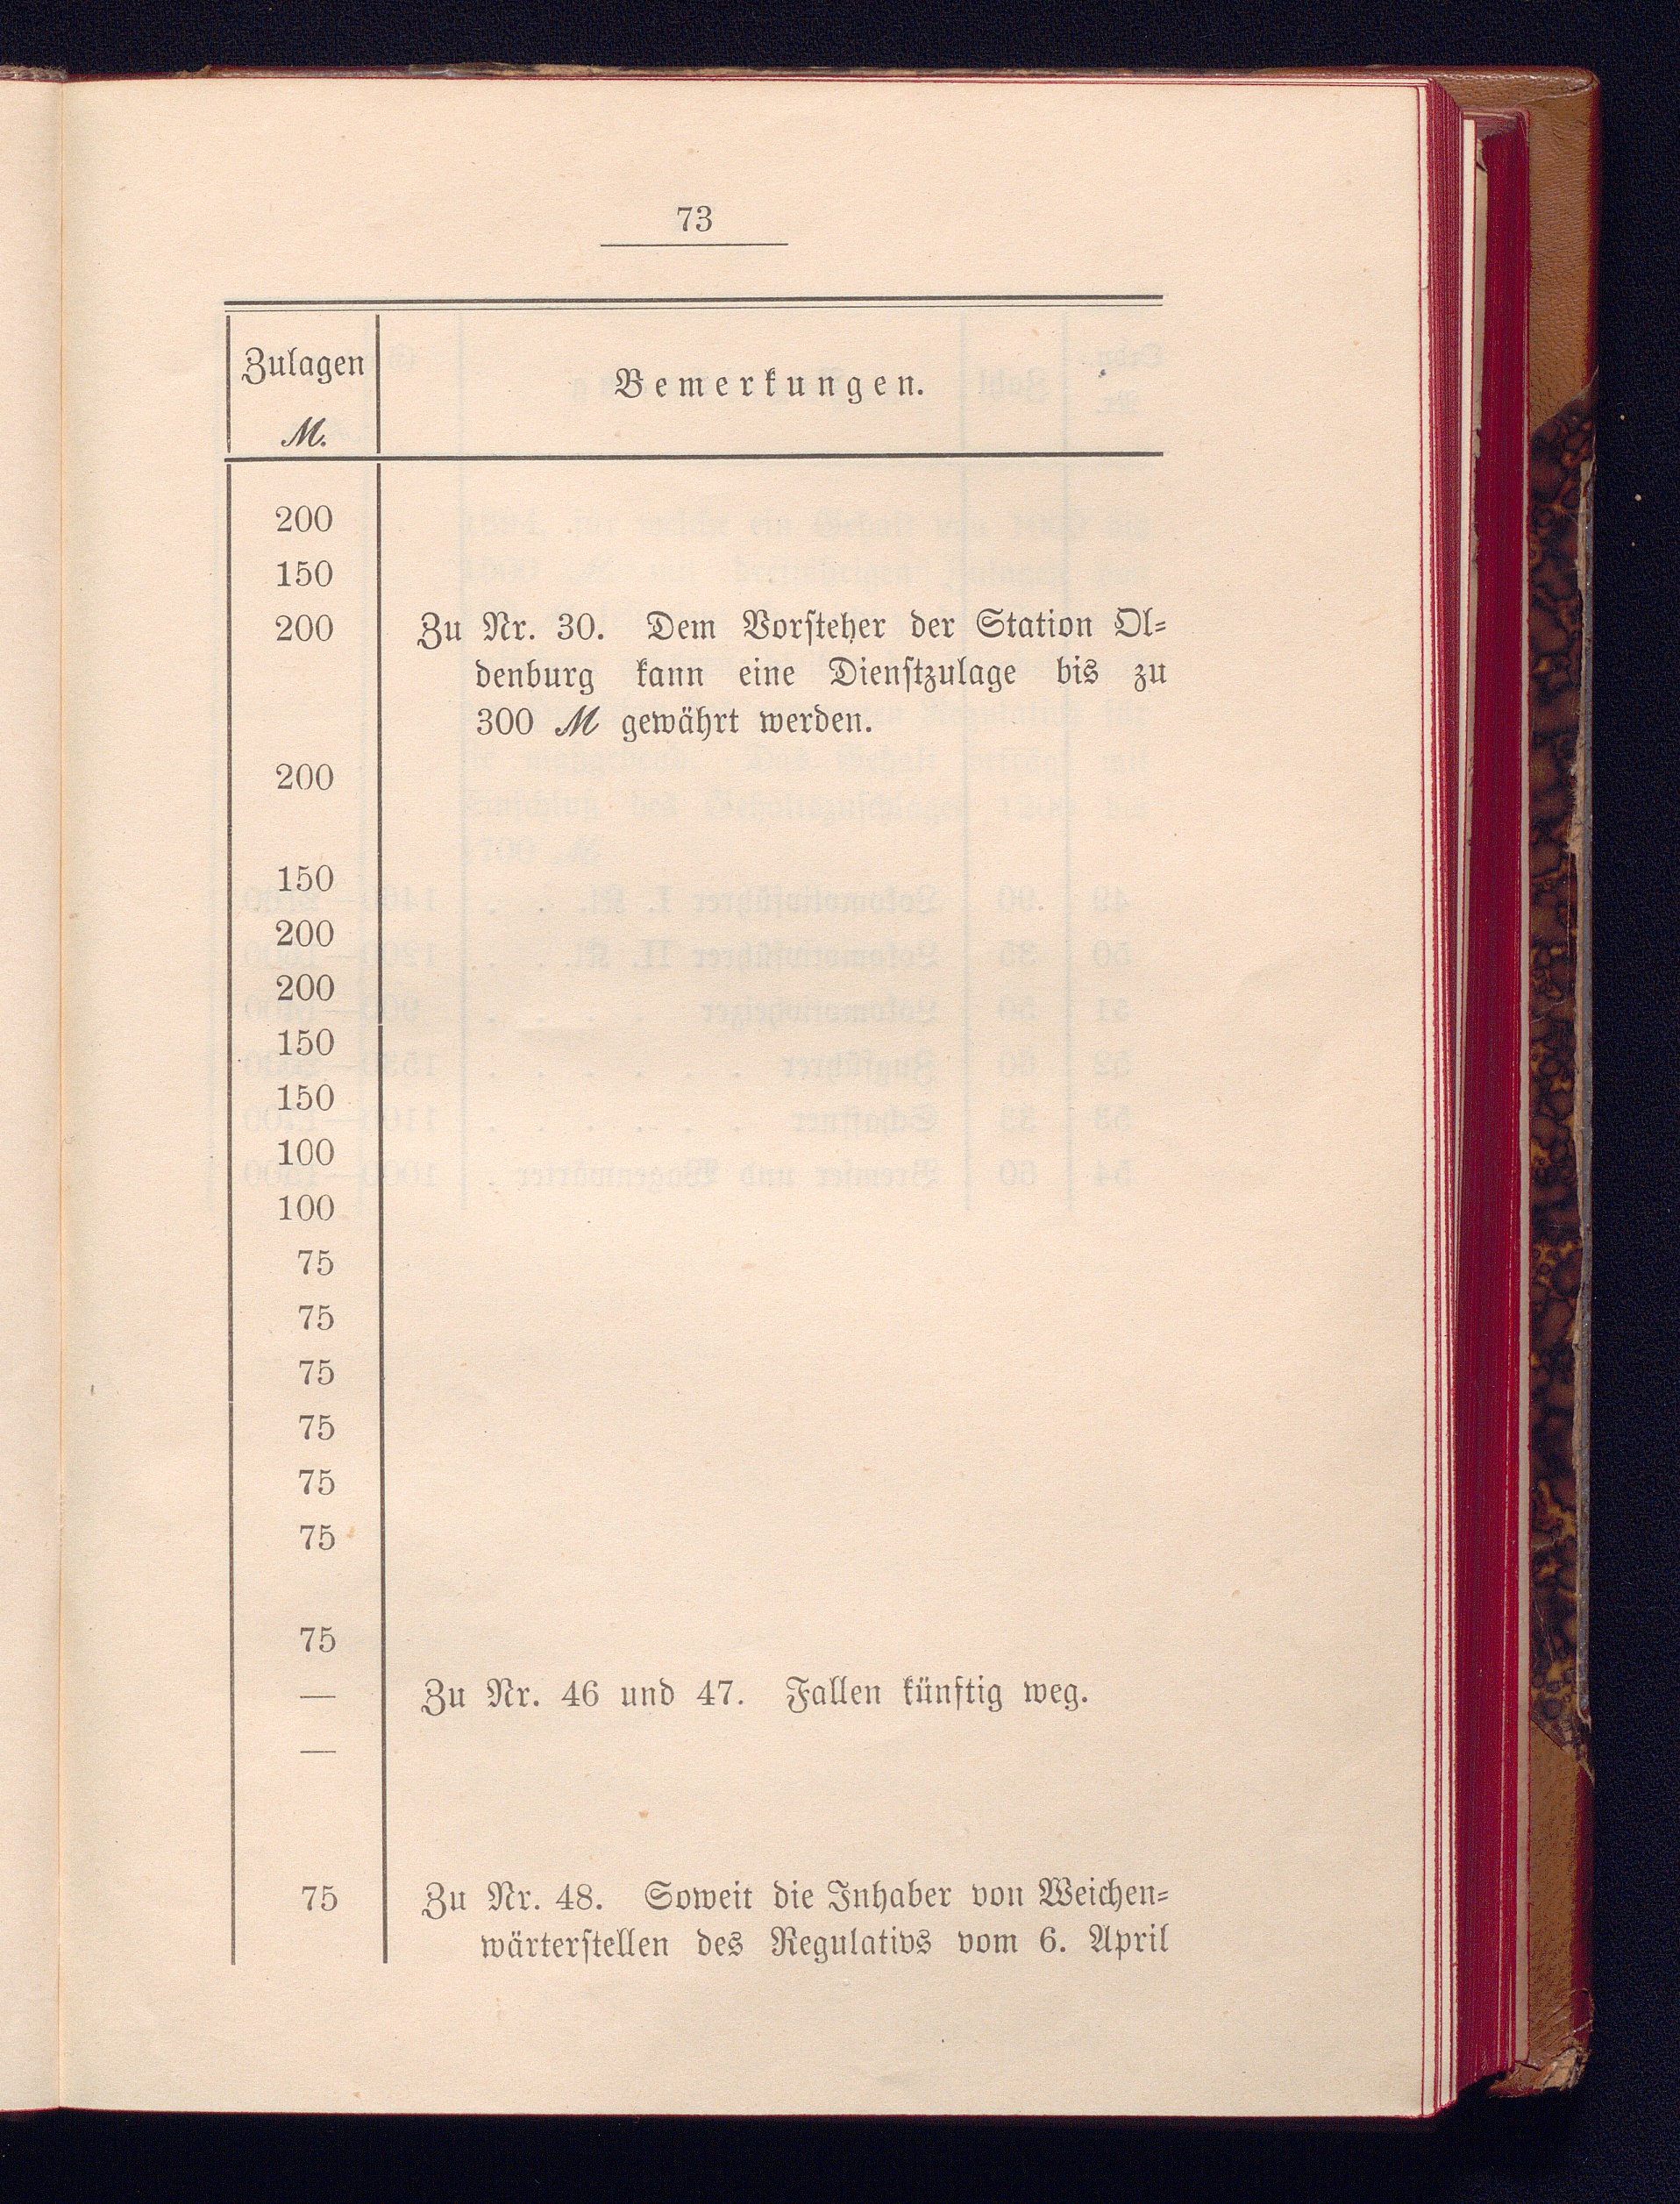 73
Zulagen
M.
Bemerkungen.
200
150
200 Zu Nr. 30. Dem Vorsteher der Station Ol-
denburg kann eine Dienstzulage bis zu
300 M gewährt werden.
200
150
200
200
150
150
100
100
75
75
75
75
75
75
75
— Zu Nr. 46 und 47. Fallen künftig weg.
—
75 Zu Nr. 48. Soweit die Inhaber von Weichen-
wärterstellen des Regulativs vom 6. April